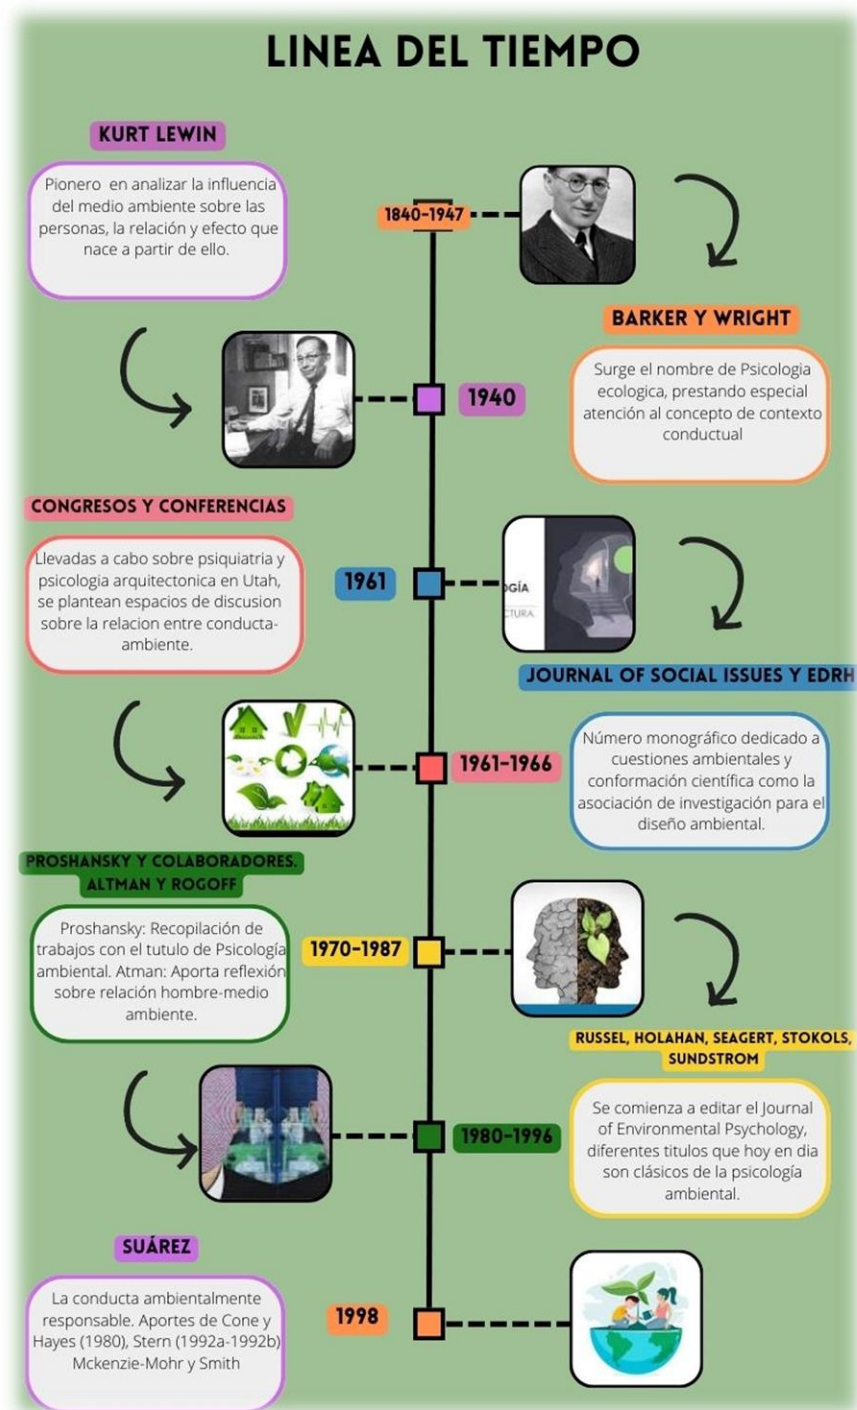 LINEA DEL TIEMPO
KURT LEWIN
Pionero en analizar la influencia
del medio ambiente sobre las
personas, la relación y efecto que
nace a partir de ello.
1840-1947
BARKER Y WRIGHT
Surge el nombre de Psicologia
ecologica, prestando especial
atención al concepto de contexto
conductual
1940
CONGRESOS Y CONFERENCIAS
Llevadas a cabo sobre psiquiatria y
psicologia arquitectonica en Utah,
se plantean espacios de discusion
sobre la relacion entre conducta-
ambiente.
1961
OGÍA
CTURA
JOURNAL OF SOCIAL ISSUES Y EDRH
Número monográfico dedicado a
cuestiones ambientales y
conformación científica como la
asociación de investigación para el
diseño ambiental.
1961-1966
PROSHANSKY Y COLABORADORES.
ALTMAN Y ROGOFF
Proshansky: Recopilación de
trabajos con el tutulo de Psicología
ambiental. Atman: Aporta reflexión
sobre relación hombre-medio
ambiente.
1970-1987
RUSSEL, HOLAHAN, SEAGERT, STOKOLS,
SUNDSTROM
Se comienza a editar el Journal
of Environmental Psychology,
diferentes titulos que hoy en dia
son clásicos de la psicología
ambiental.
1980-1996
SUÁREZ
La conducta ambientalmente
responsable. Aportes de Cone y
Hayes (1980), Stern (1992a-1992b)
Mckenzie-Mohr y Smith
1998